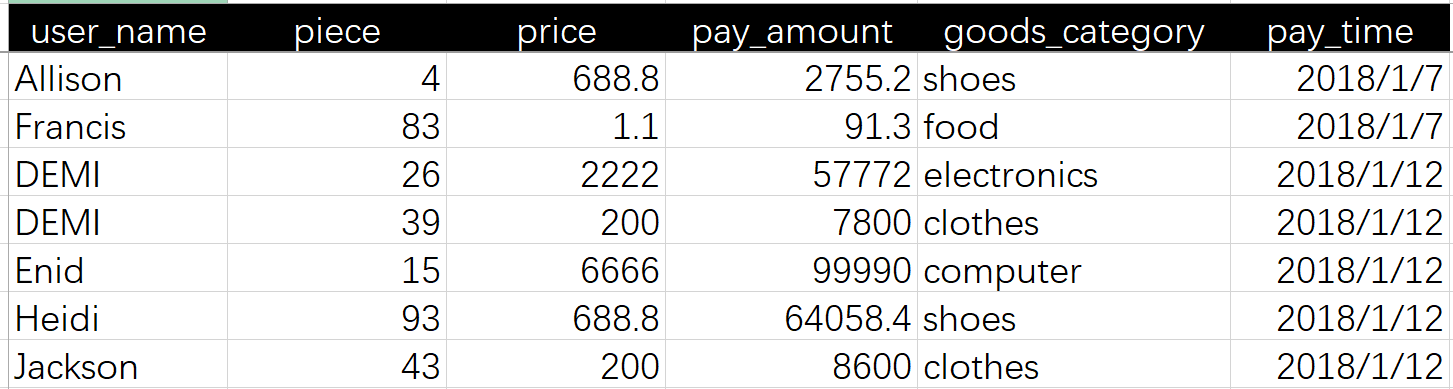 user_name piece price pay_amount goods_category pay_time
Allison 4 688.8 2755.2 shoes 2018/1/7
Francis 83 1.1 91.3 food 2018/1/7
DEMI 26 2222 57772 electronics 2018/1/12
DEMI 39 200 7800 clothes 2018/1/12
Enid 15 6666 99990 computer 2018/1/12
Heidi 93 688.8 64058.4 shoes 2018/1/12
Jackson 43 200 8600 clothes 2018/1/12